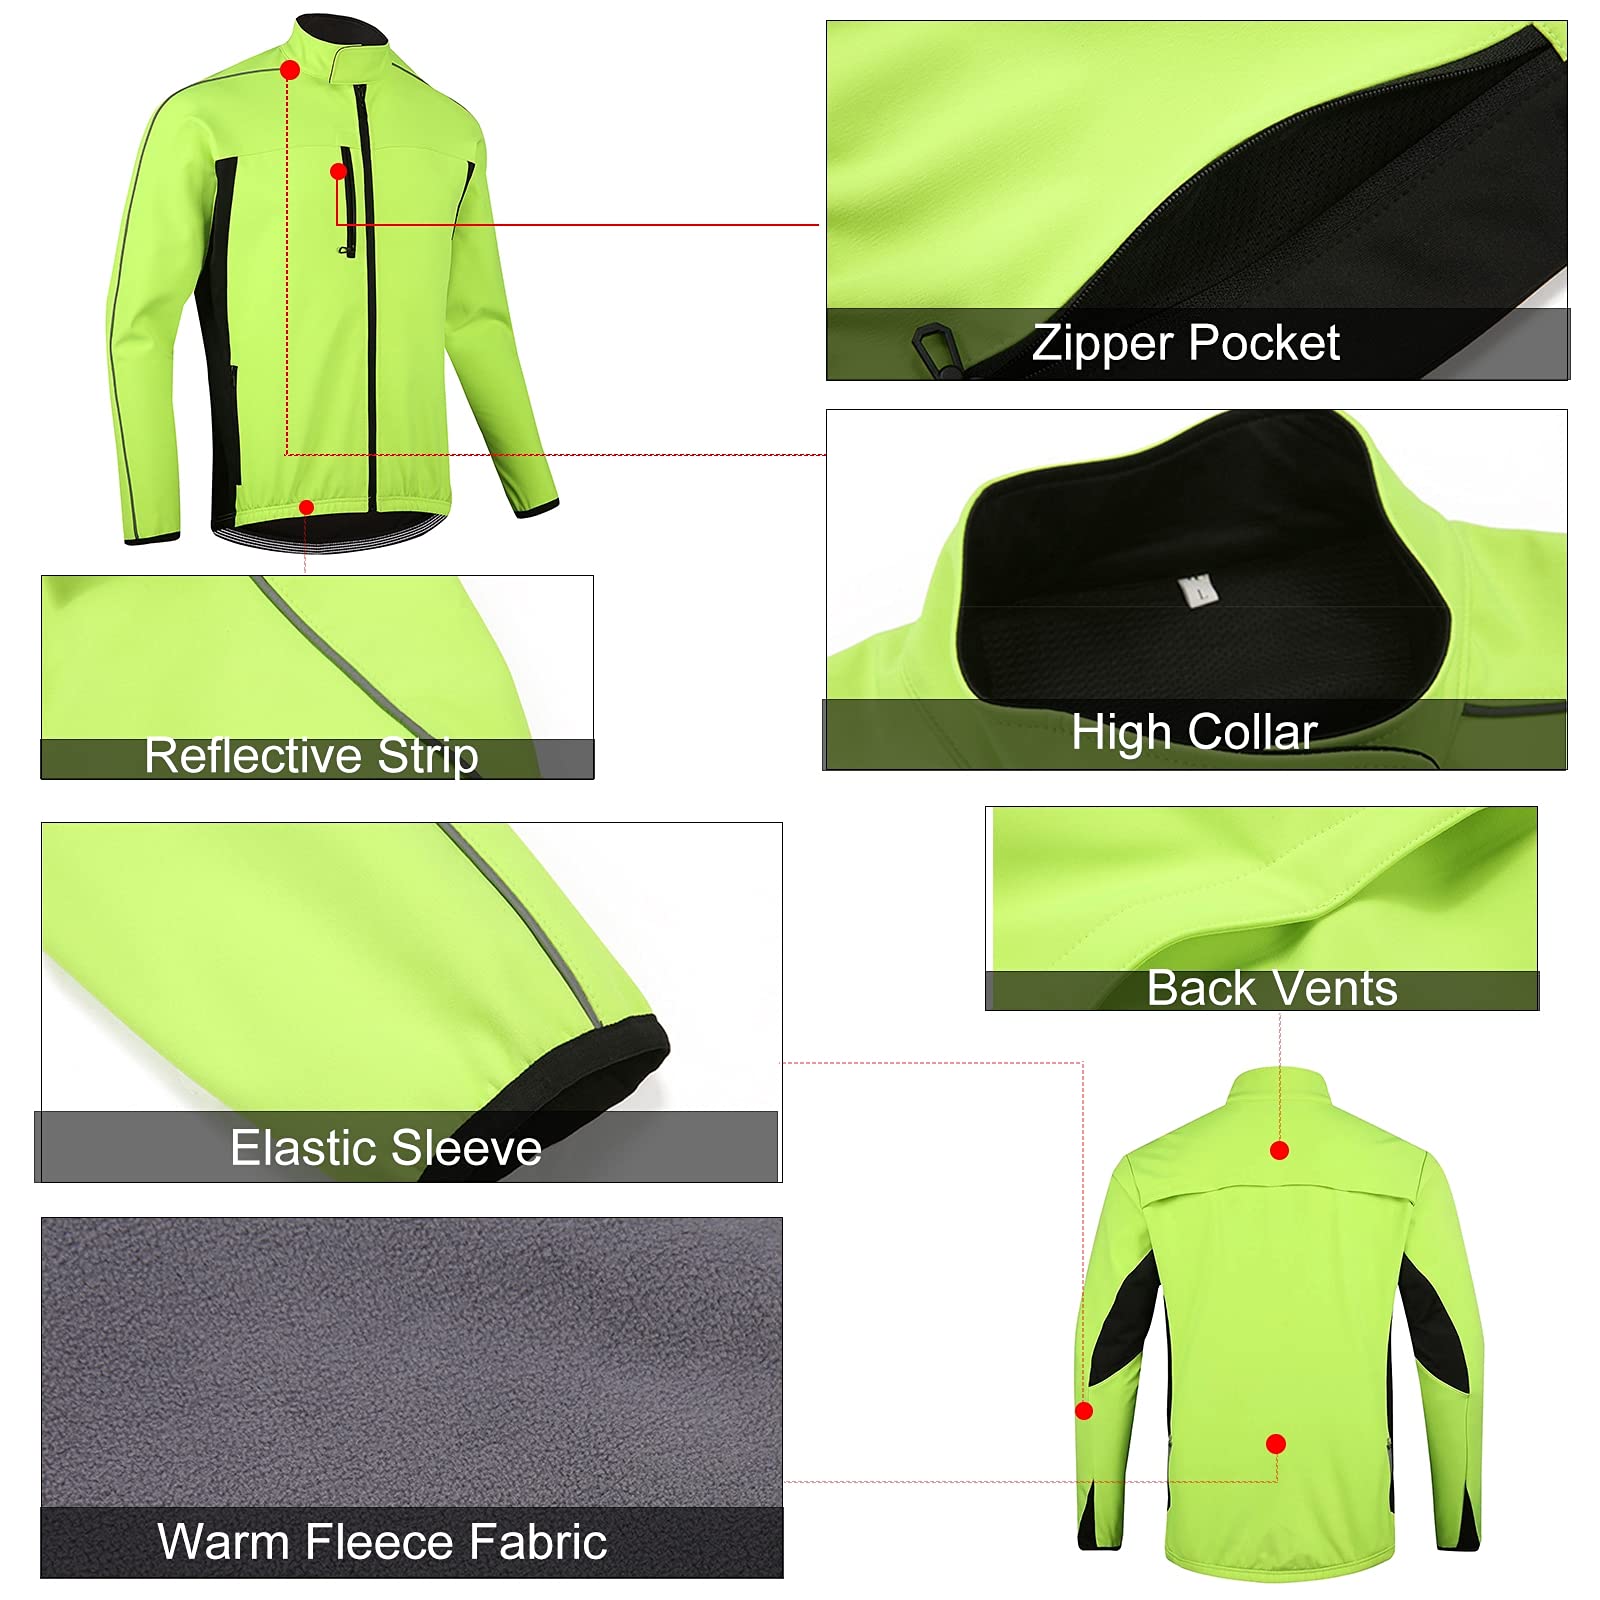 Zipper Pocket
L
High Collar
Reflective Strip
Back Vents
Elastic Sleeve
Warm Fleece Fabric